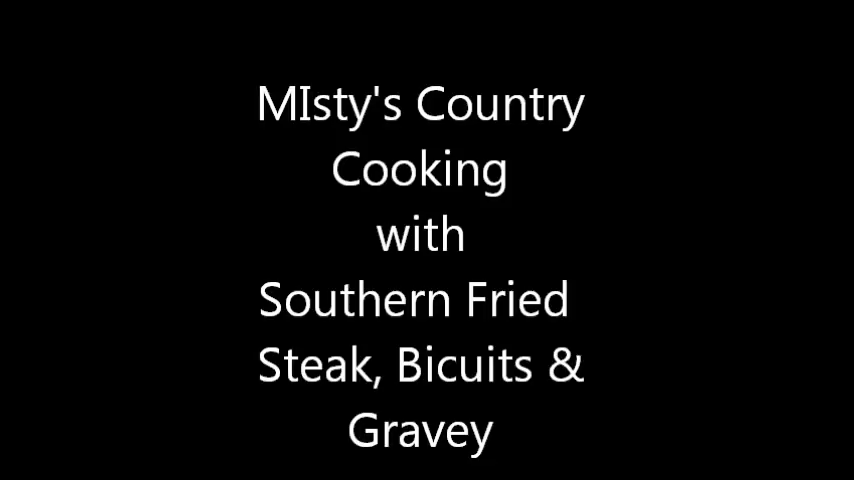 MIsty's Country
Cooking
with
Southern Fried
Steak, Bicuits &
Gravey